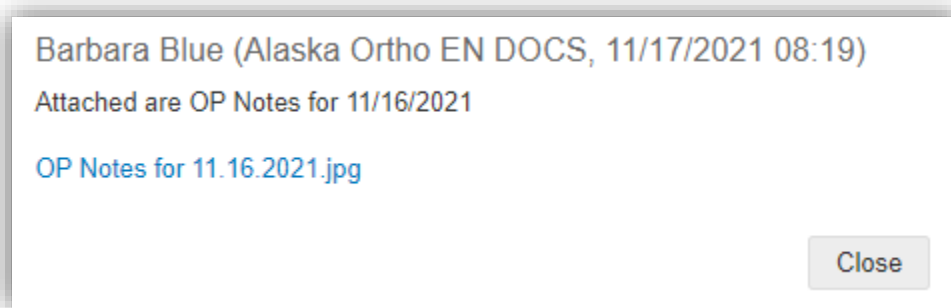 Barbara Blue (Alaska Ortho EN DOCS, 11/17/2021 08:19)
Attached are OP Notes for 11/16/2021
OP Notes for 11.16.2021.jpg
Close